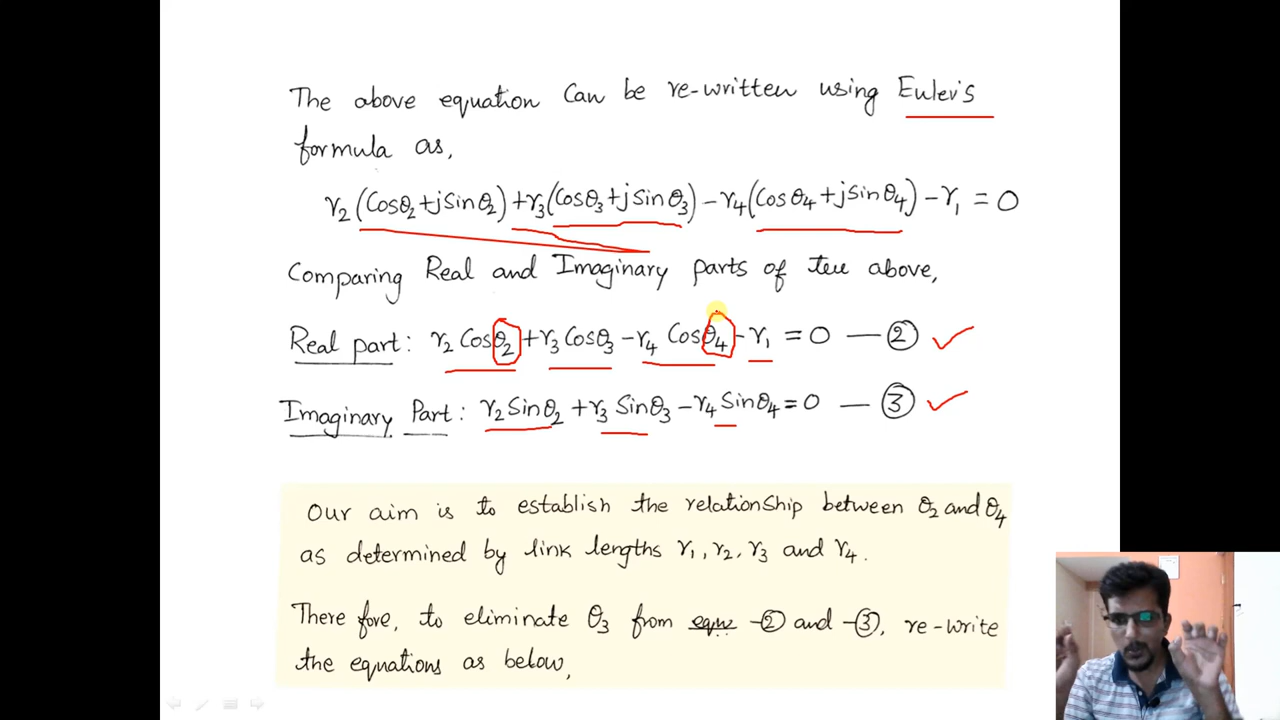 The above equation can be re-written using Euler's
formula as,
r₂ (Cosθ₂+jSinθ₂) +r₃(Cosθ₃+jSinθ₃) −r₄(Cosθ₄+jSinθ₄) −r₁ = 0
Comparing Real and Imaginary parts of the above,
Real part: r₂ Cosθ₂ +r₃ Cosθ₃ −r₄ Cosθ₄ −r₁ = 0 — ② ✓
Imaginary Part: r₂ Sinθ₂ +r₃ Sinθ₃ −r₄ Sinθ₄ = 0 — ③ ✓
Our aim is to establish the relationship between θ₂ and θ₄
as determined by link lengths r₁, r₂, r₃ and r₄.
There fore, to eliminate θ₃ from equn -② and -③, re-write
the equations as below,